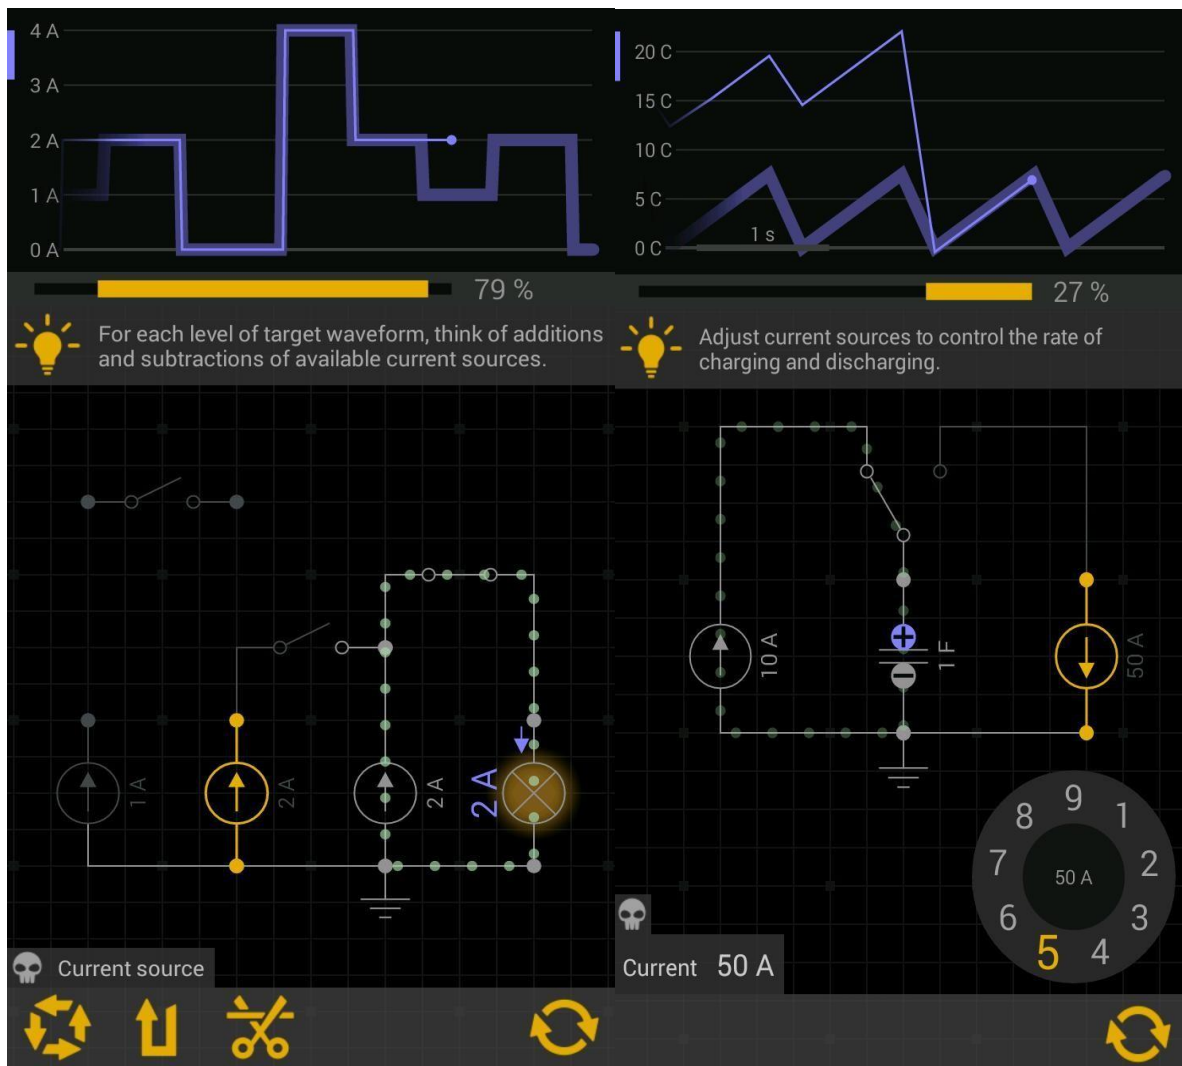 4 A
3 A
2 A
1 A
0 A
79 %
For each level of target waveform, think of additions
and subtractions of available current sources.
1 A
2 A
2 A
2 A
Current source
20 C
15 C
10 C
5 C
0 C
1 s
27 %
Adjust current sources to control the rate of
charging and discharging.
10 A
1 F
50 A
9
8
1
7
50 A
2
6
3
5
4
Current 50 A